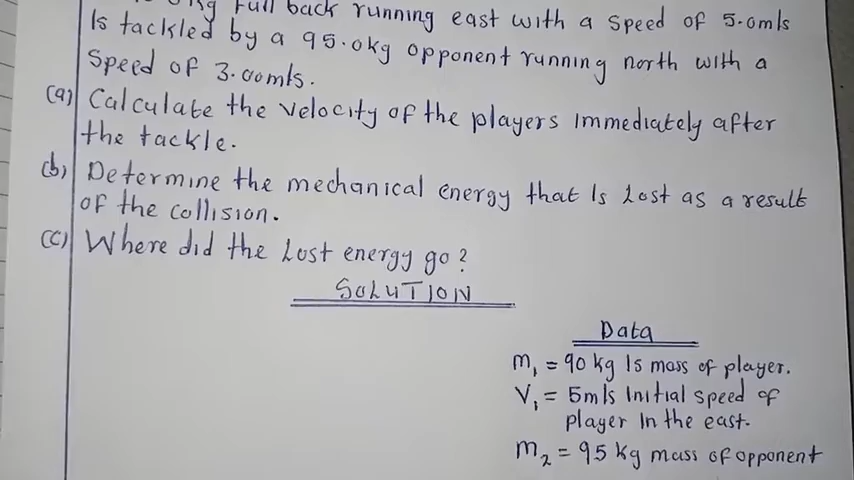 kg Full back running east with a speed of 5.0m/s
Is tackled by a 95.0kg opponent running north with a
Speed of 3.00m/s.
(a) Calculate the velocity of the players immediately after
the tackle.
(b) Determine the mechanical energy that Is Lost as a result
of the collision.
(c) Where did the Lost energy go?
SOLUTION
Data
m₁ = 90 kg Is mass of player.
V₁ = 5m/s Initial speed of
player In the east.
m₂ = 95 kg mass of opponent